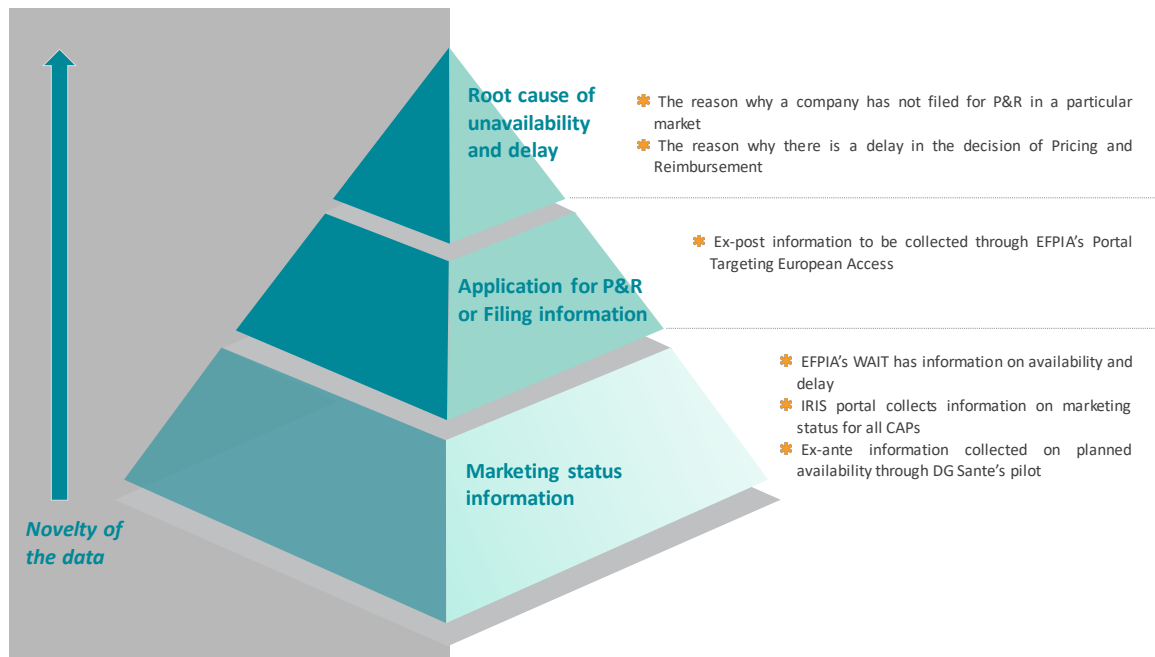 Root cause of
unavailability
and delay
The reason why a company has not filed for P&R in a particular
market
The reason why there is a delay in the decision of Pricing and
Reimbursement
Application for P&R
or Filing information
Ex-post information to be collected through EFPIA's Portal
Targeting European Access
Marketing status
information
EFPIA's WAIT has information on availability and
delay
IRIS portal collects information on marketing
status for all CAPs
Ex-ante information collected on planned
availability through DG Sante's pilot
Novelty of
the data